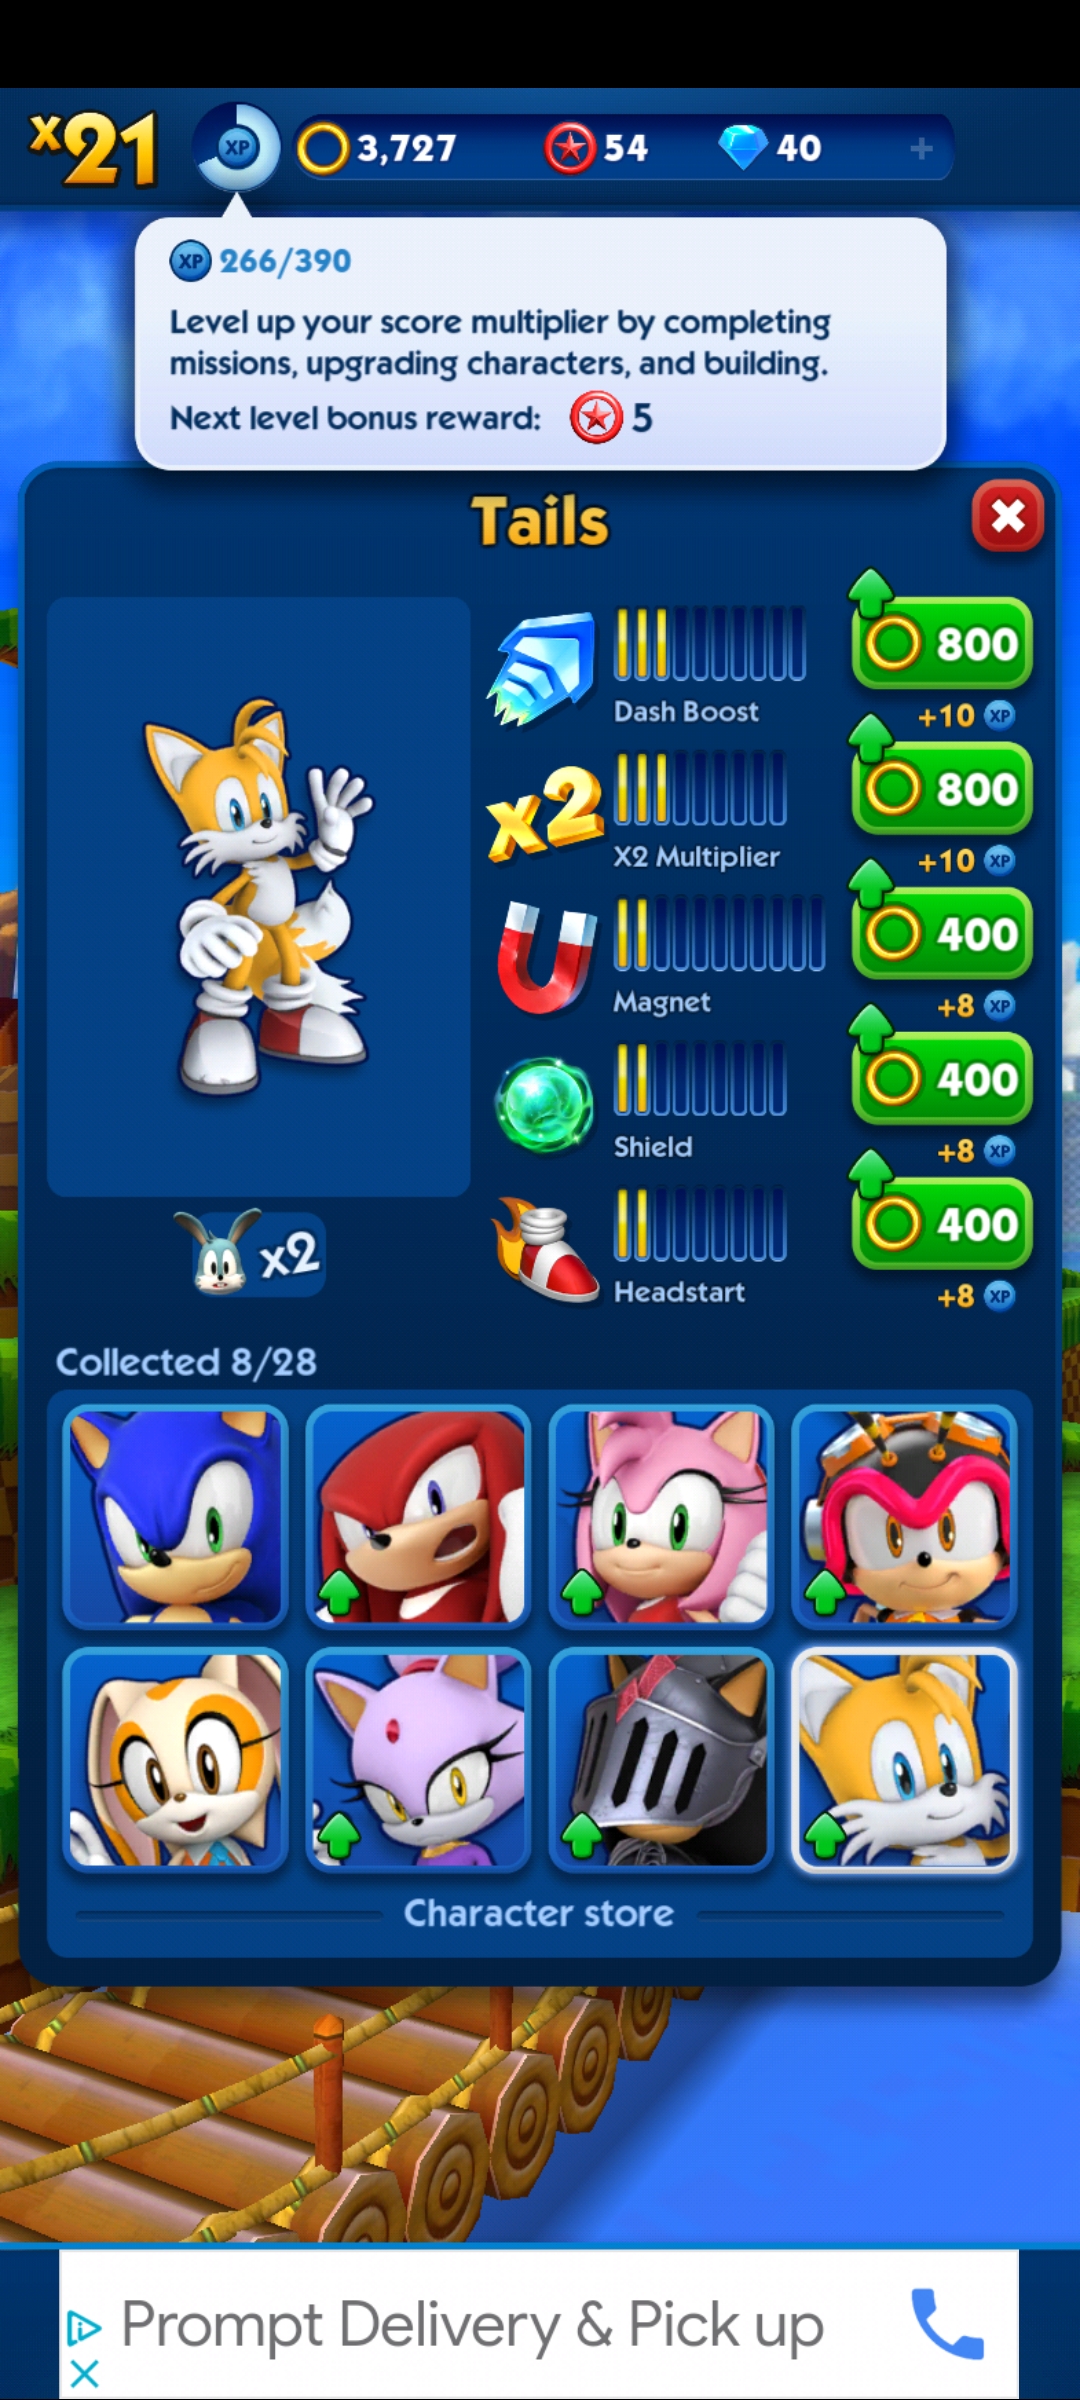 x21
XP
3,727
54
40
+
XP 266/390
Level up your score multiplier by completing
missions, upgrading characters, and building.
Next level bonus reward: 5
Tails
800
Dash Boost
+10 XP
x2
800
X2 Multiplier
+10 XP
400
Magnet
+8 XP
400
Shield
+8 XP
x2
400
Headstart
+8 XP
Collected 8/28
Character store
Prompt Delivery & Pick up